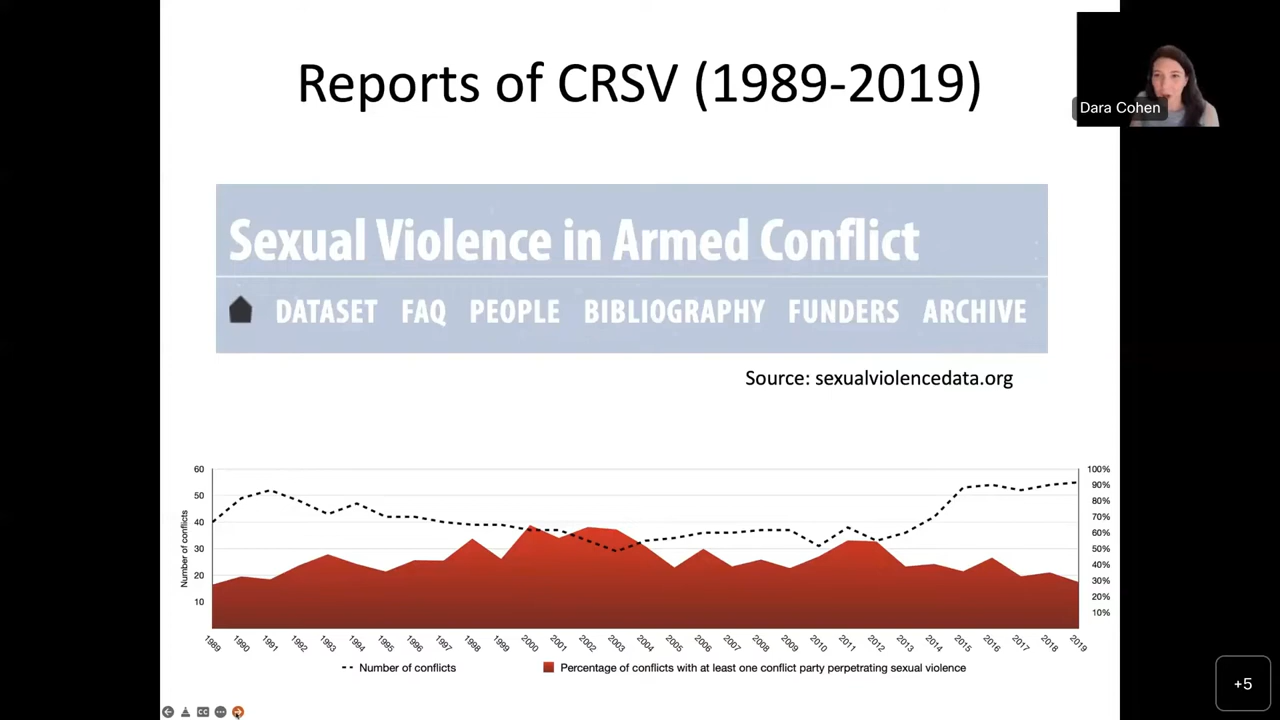 Reports of CRSV (1989-2019)
Dara Cohen
Sexual Violence in Armed Conflict
DATASET FAQ PEOPLE BIBLIOGRAPHY FUNDERS ARCHIVE
Source: sexualviolencedata.org
Number of conflicts
60
50
40
30
20
10
100%
90%
80%
70%
60%
50%
40%
30%
20%
10%
1989 1990 1991 1992 1993 1994 1995 1996 1997 1998 1999 2000 2001 2002 2003 2004 2005 2006 2007 2008 2009 2010 2011 2012 2013 2014 2015 2016 2017 2018 2019
Number of conflicts
Percentage of conflicts with at least one conflict party perpetrating sexual violence
CC
+5